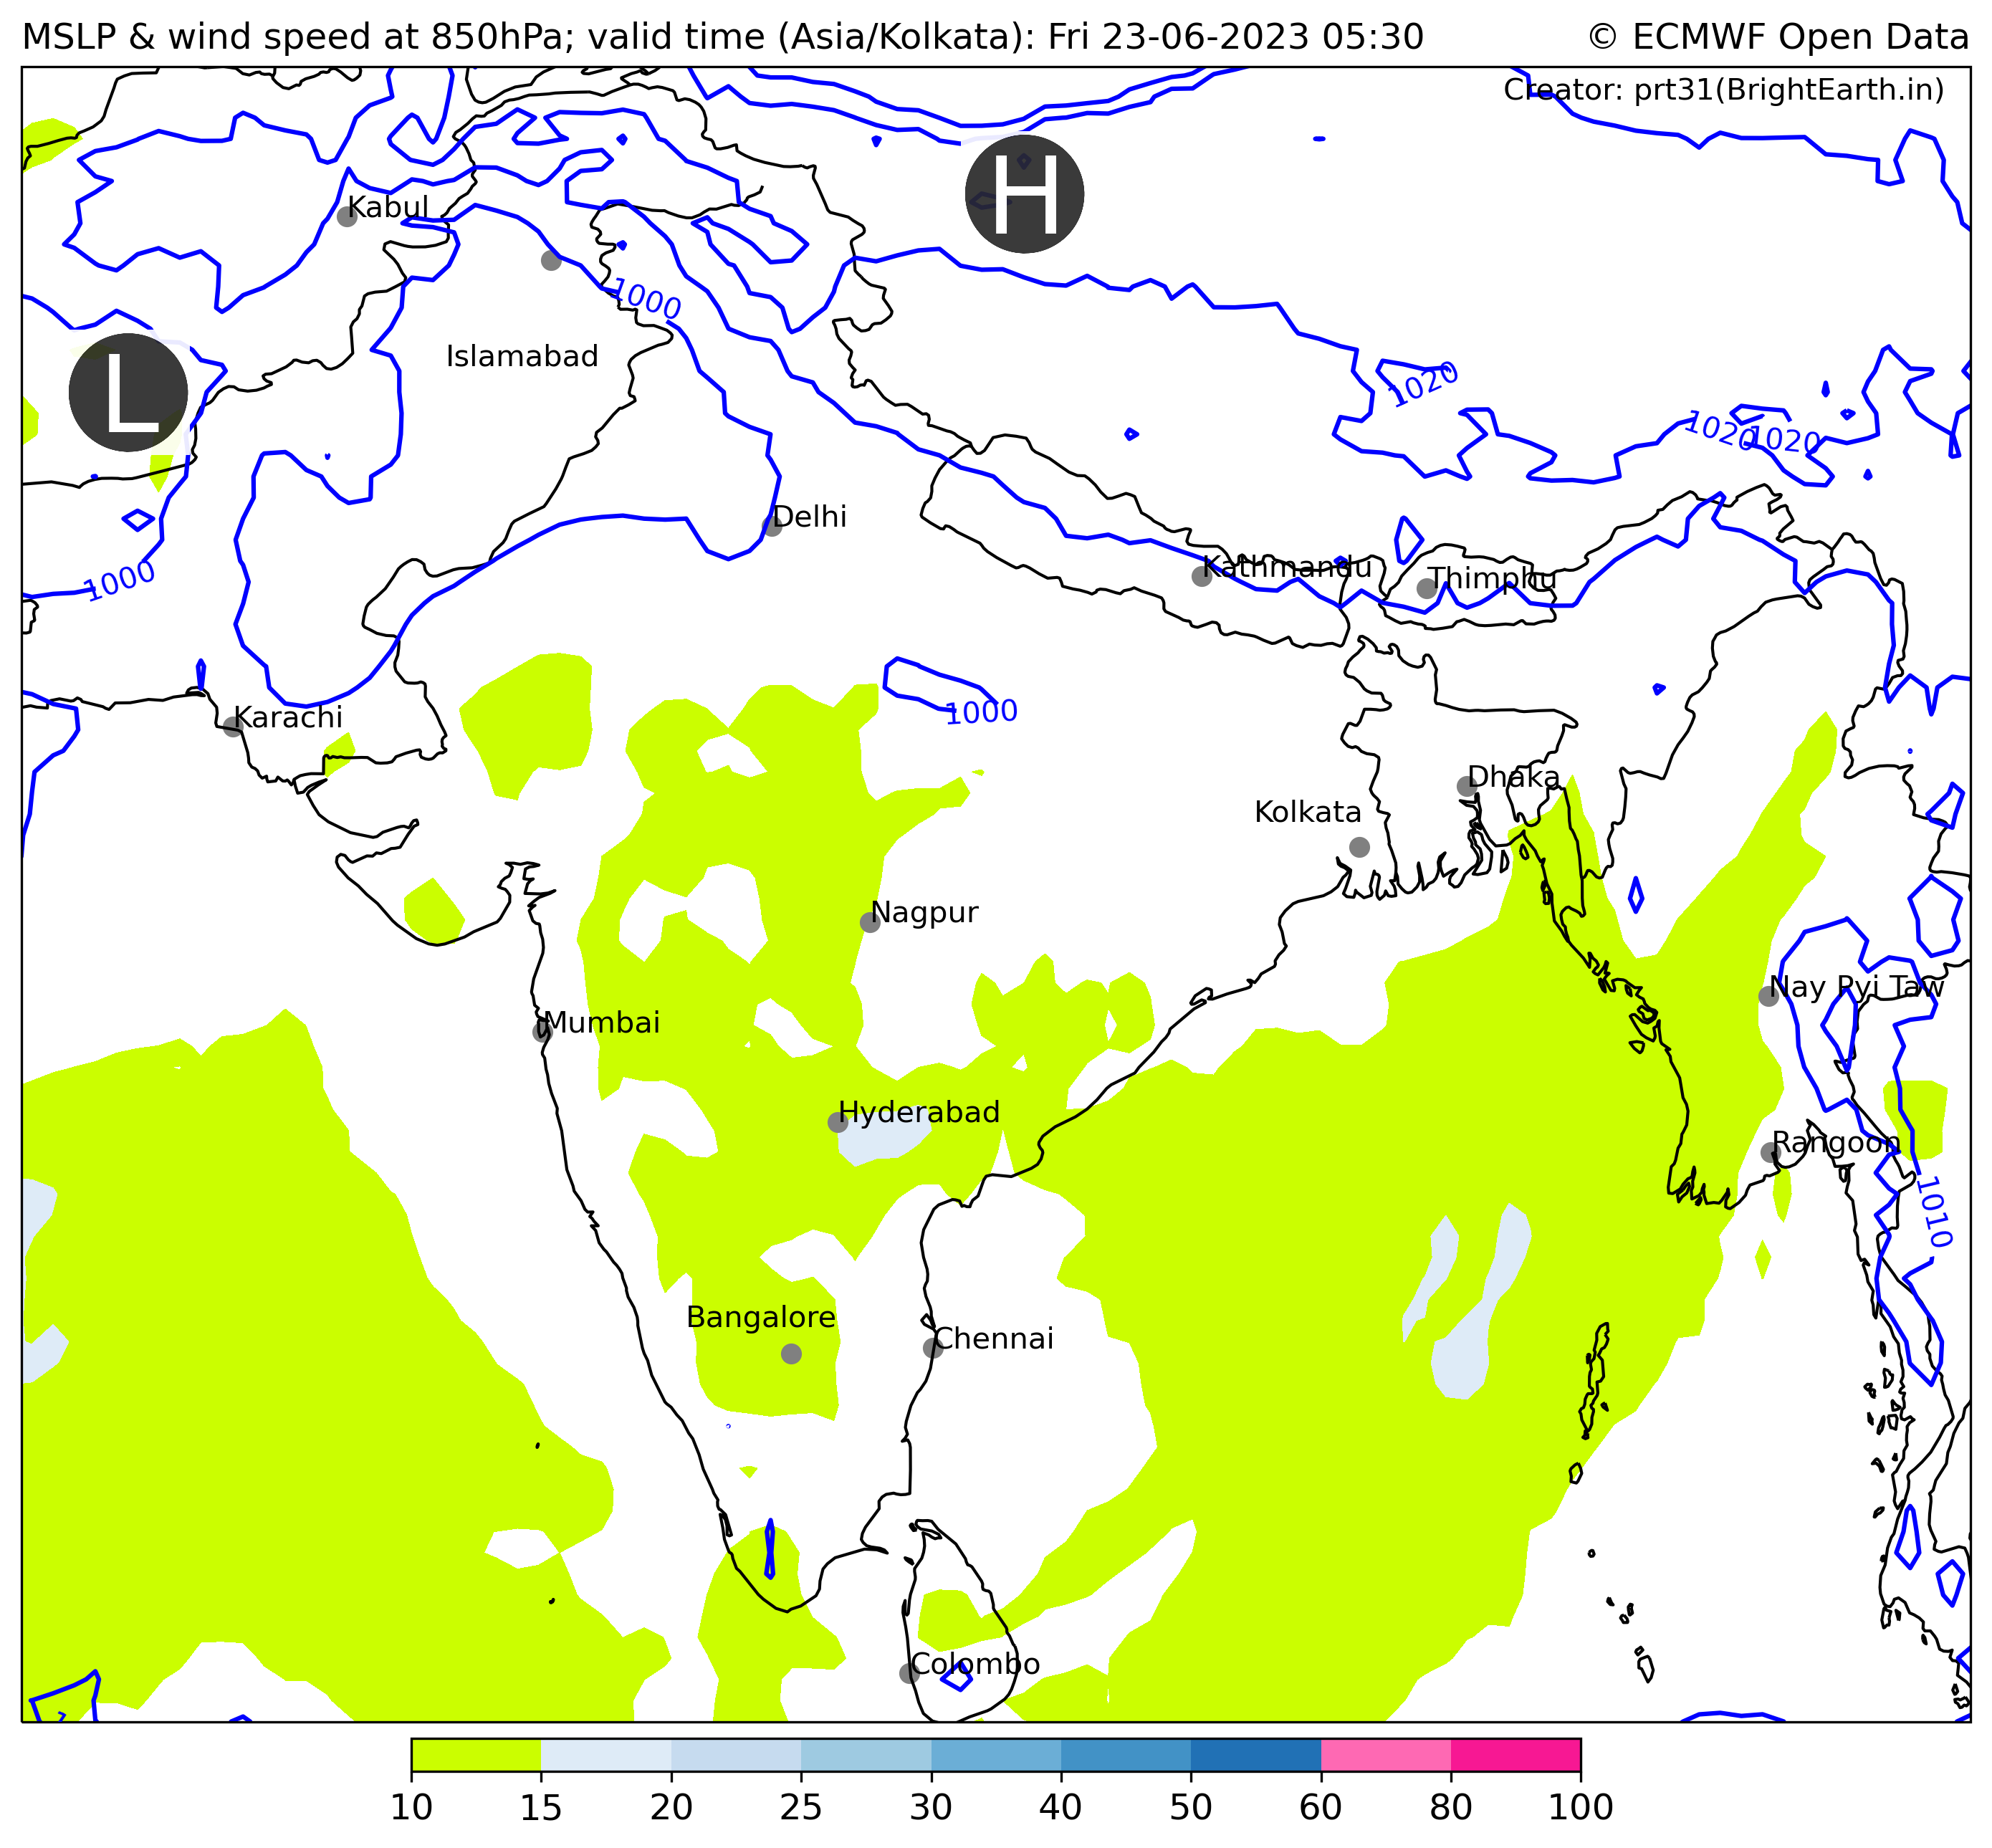 MSLP & wind speed at 850hPa; valid time (Asia/Kolkata): Fri 23-06-2023 05:30 © ECMWF Open Data
Creator: prt31(BrightEarth.in)
H
Kabul
1000
Islamabad
L
1020
1020
1020
Delhi
Kathmandu
Thimphu
1000
1000
Karachi
Dhaka
Kolkata
Nagpur
Nay Pyi Taw
Mumbai
Hyderabad
Rangoon
1010
Bangalore
Chennai
Colombo
10 15 20 25 30 40 50 60 80 100